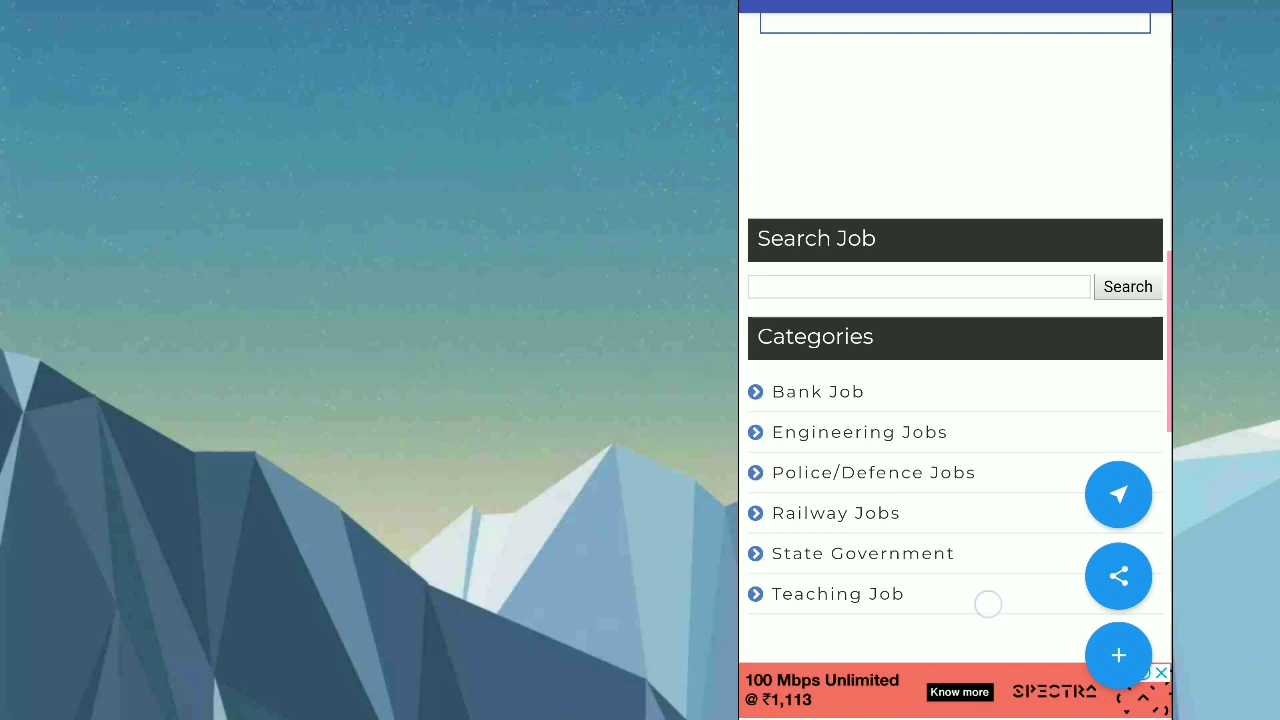 Search Job
Search
Categories
Bank Job
Engineering Jobs
Police/Defence Jobs
Railway Jobs
State Government
Teaching Job
100 Mbps Unlimited
@ ₹1,113
Know more
SPECTRA